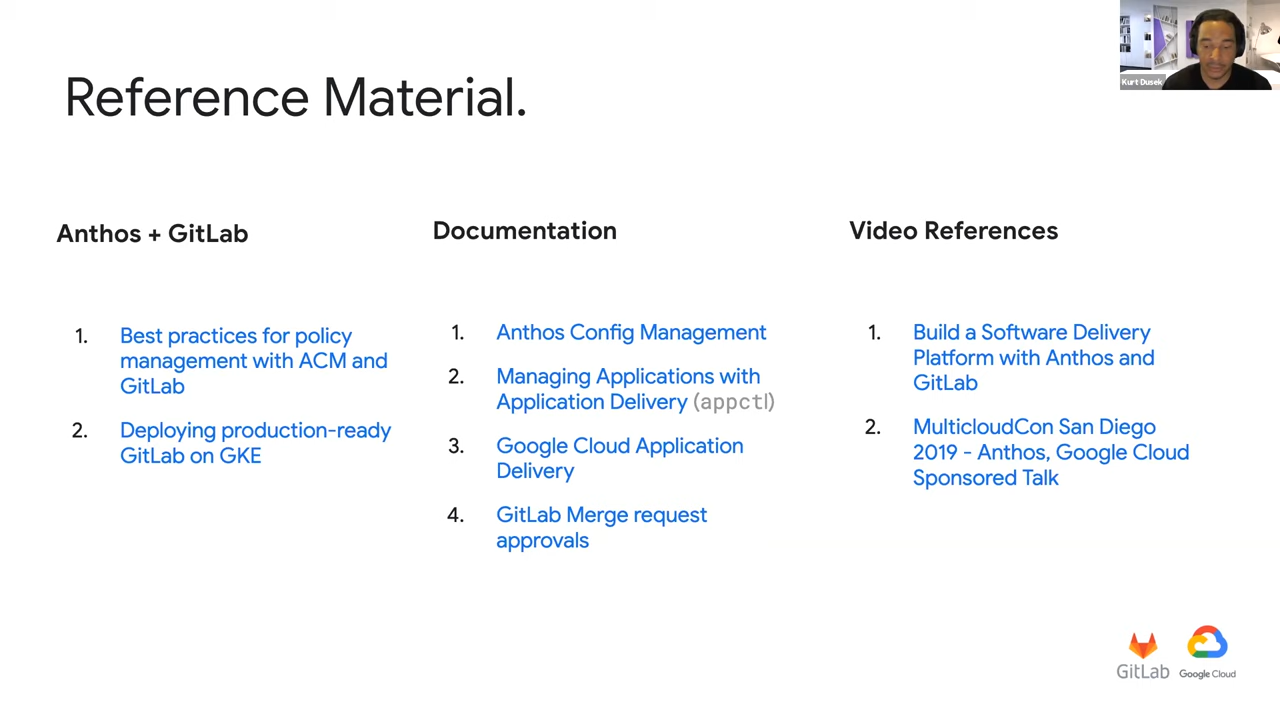 Kurt Dusek
Reference Material.
Anthos + GitLab
1. Best practices for policy
management with ACM and
GitLab
2. Deploying production-ready
GitLab on GKE
Documentation
1. Anthos Config Management
2. Managing Applications with
Application Delivery (appctl)
3. Google Cloud Application
Delivery
4. GitLab Merge request
approvals
Video References
1. Build a Software Delivery
Platform with Anthos and
GitLab
2. MulticloudCon San Diego
2019 - Anthos, Google Cloud
Sponsored Talk
GitLab
Google Cloud